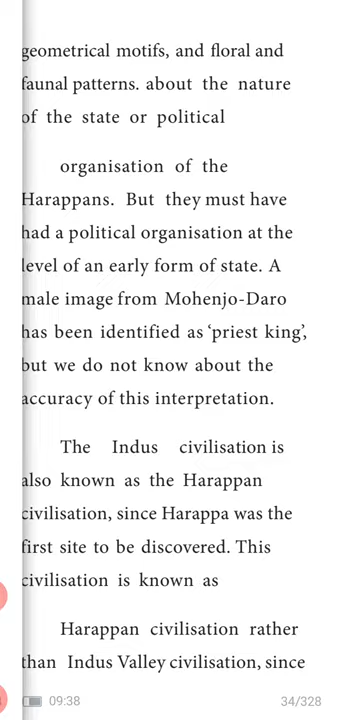 geometrical motifs, and floral and
faunal patterns. about the nature
of the state or political
organisation of the
Harappans. But they must have
had a political organisation at the
level of an early form of state. A
male image from Mohenjo-Daro
has been identified as ‘priest king’,
but we do not know about the
accuracy of this interpretation.
The Indus civilisation is
also known as the Harappan
civilisation, since Harappa was the
first site to be discovered. This
civilisation is known as
Harappan civilisation rather
than Indus Valley civilisation, since
09:38 34/328